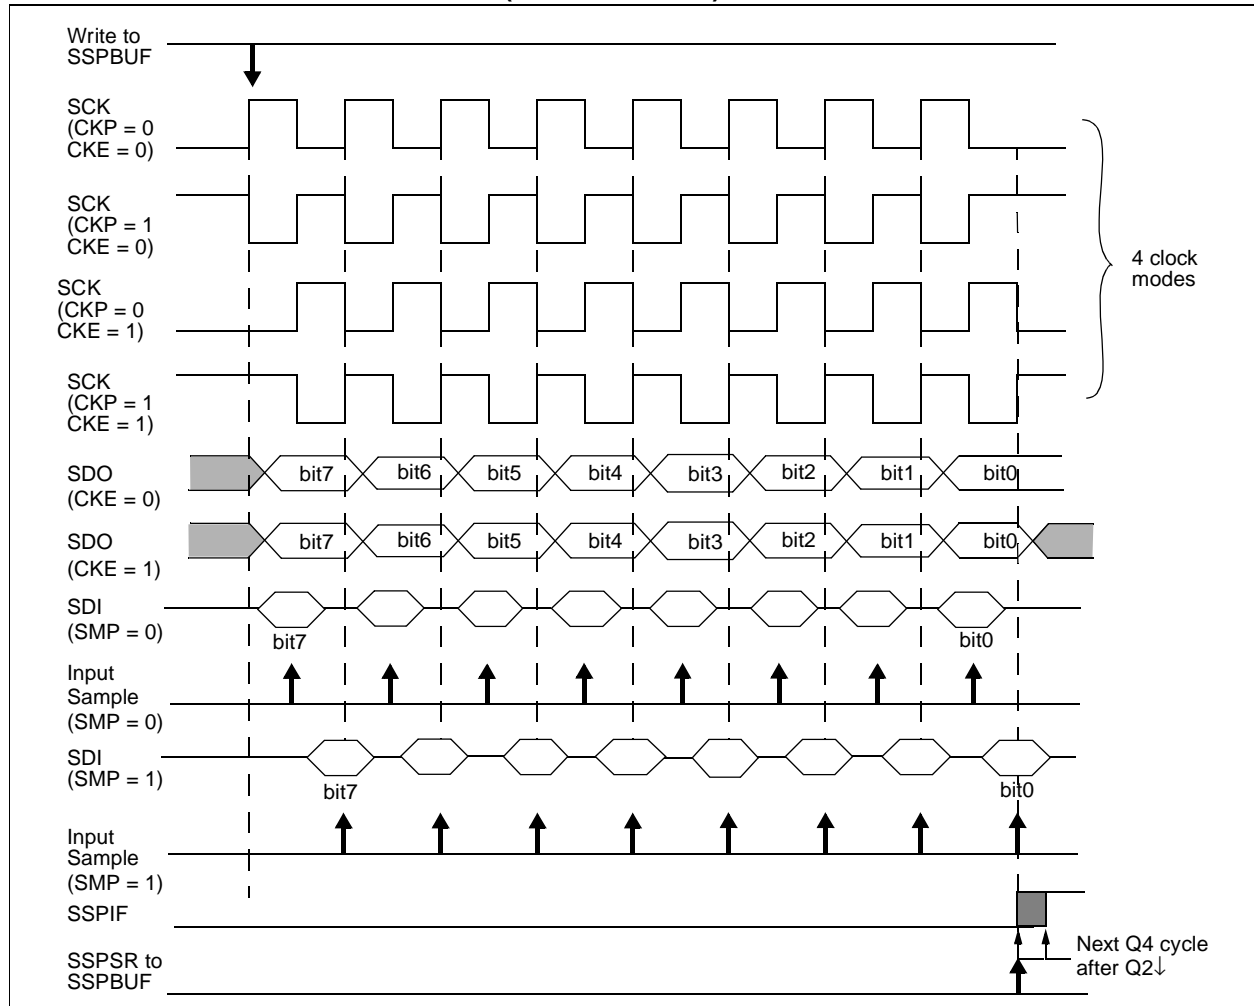 Write to
SSPBUF
SCK
(CKP = 0
CKE = 0)
SCK
(CKP = 1
CKE = 0)
SCK
(CKP = 0
CKE = 1)
SCK
(CKP = 1
CKE = 1)
4 clock
modes
SDO
(CKE = 0)
bit7 bit6 bit5 bit4 bit3 bit2 bit1 bit0
SDO
(CKE = 1)
bit7 bit6 bit5 bit4 bit3 bit2 bit1 bit0
SDI
(SMP = 0)
bit7 bit0
Input
Sample
(SMP = 0)
SDI
(SMP = 1)
bit7 bit0
Input
Sample
(SMP = 1)
SSPIF
Next Q4 cycle
after Q2↓
SSPSR to
SSPBUF